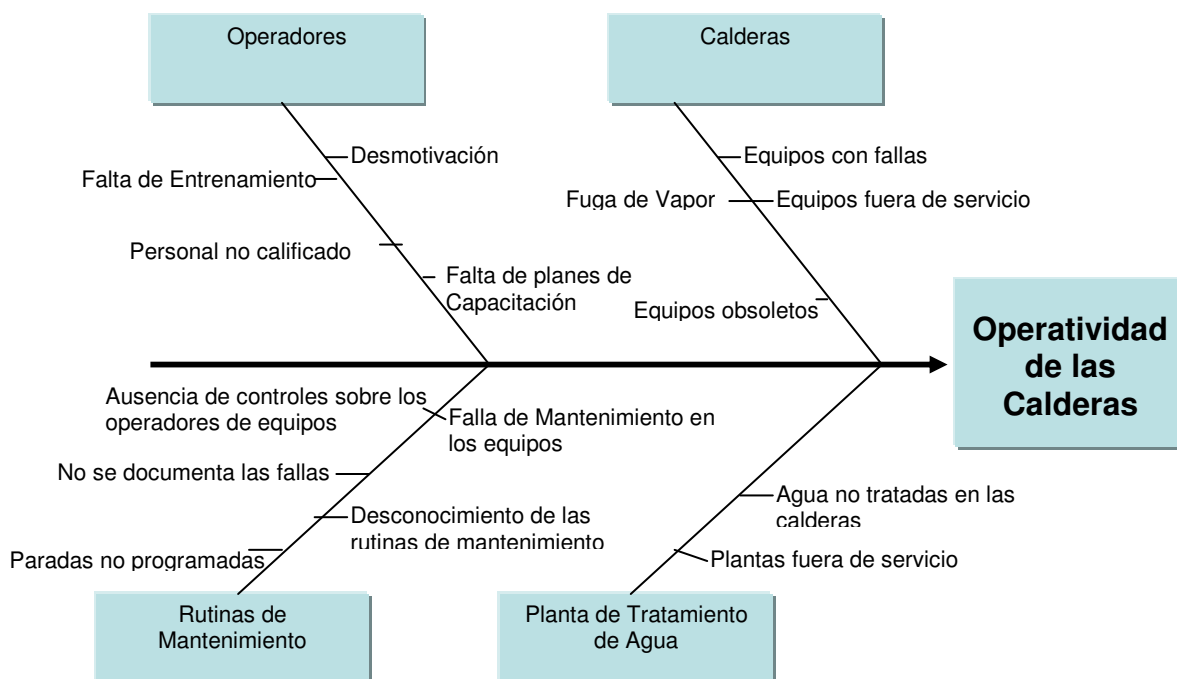 Operadores
Calderas
Desmotivación
Falta de Entrenamiento
Equipos con fallas
Fuga de Vapor
Equipos fuera de servicio
Personal no calificado
Falta de planes de
Capacitación
Equipos obsoletos
Operatividad
de las
Calderas
Ausencia de controles sobre los
operadores de equipos
Falla de Mantenimiento en
los equipos
No se documenta las fallas
Agua no tratadas en las
calderas
Desconocimiento de las
rutinas de mantenimiento
Paradas no programadas
Plantas fuera de servicio
Rutinas de
Mantenimiento
Planta de Tratamiento
de Agua